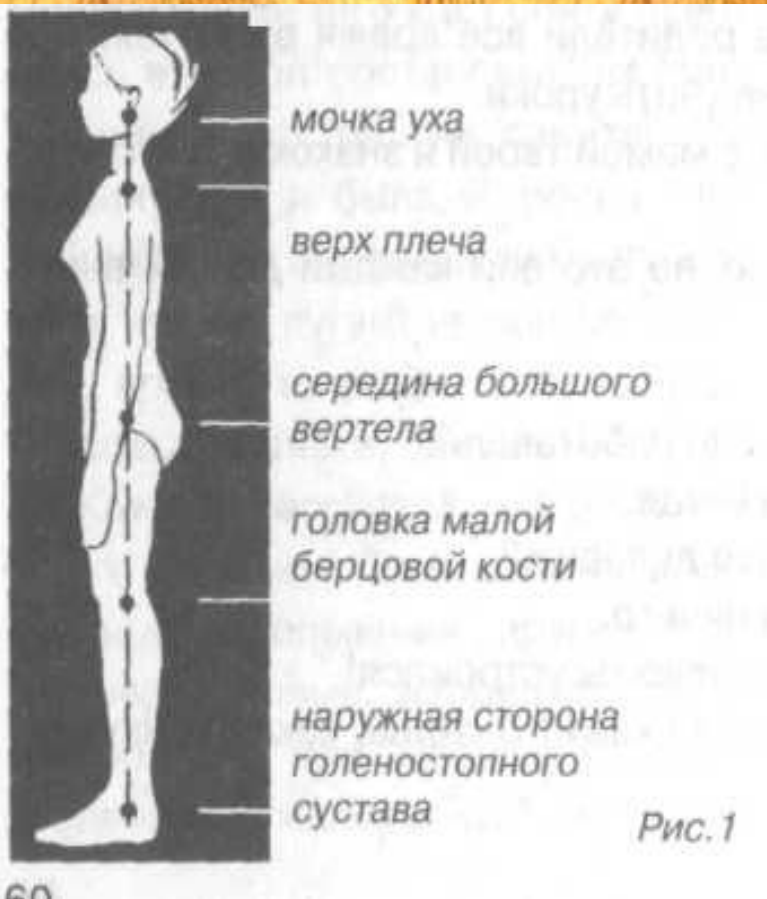 мочка уха
верх плеча
середина большого
вертела
головка малой
берцовой кости
наружная сторона
голеностопного
сустава
Рис.1
60